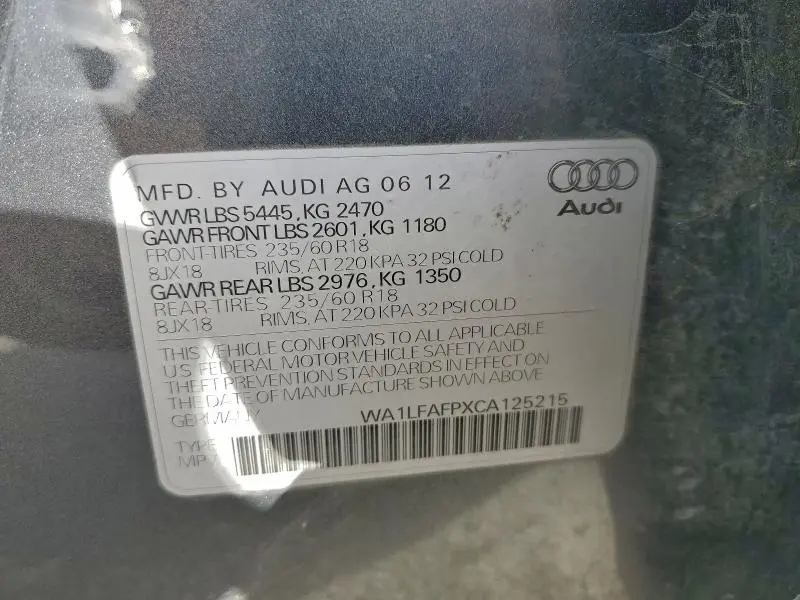 MFD. BY AUDI AG 06 12
Audi
GVWR LBS 5445, KG 2470
GAWR FRONT LBS 2601, KG 1180
FRONT-TIRES 235/60 R18
8JX18 RIMS, AT 220 KPA 32 PSI COLD
GAWR REAR LBS 2976, KG 1350
REAR-TIRES 235/60 R18
8JX18 RIMS, AT 220 KPA 32 PSI COLD
THIS VEHICLE CONFORMS TO ALL APPLICABLE
U S FEDERAL MOTOR VEHICLE SAFETY AND
THEFT PREVENTION STANDARDS IN EFFECT ON
THE DATE OF MANUFACTURE SHOWN ABOVE
GERMANY WA1LFAFPXCA125215
TYPE